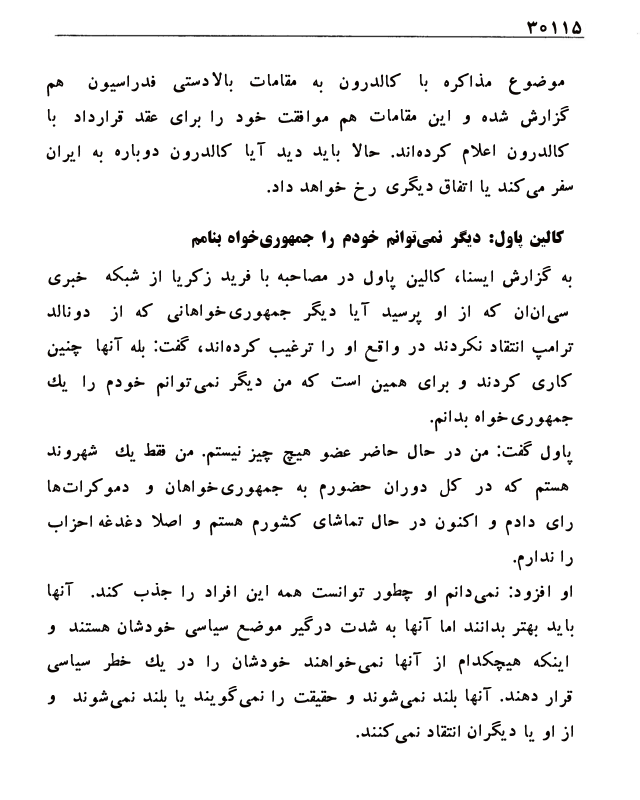 ۳۰۱۱۵
موضوع مذاکره با کالدرون به مقامات بالادستی فدراسیون هم
گزارش شده و این مقامات هم موافقت خود را برای عقد قرارداد با
کالدرون اعلام کرده‌اند. حالا باید دید آیا کالدرون دوباره به ایران
سفر می‌کند یا اتفاق دیگری رخ خواهد داد.
کالین پاول: دیگر نمی‌توانم خودم را جمهوری‌خواه بنامم
به گزارش ایسنا، کالین پاول در مصاحبه با فرید زکریا از شبکه خبری
سی‌ان‌ان که از او پرسید آیا دیگر جمهوری‌خواهانی که از دونالد
ترامپ انتقاد نکردند در واقع او را ترغیب کرده‌اند، گفت: بله آنها چنین
کاری کردند و برای همین است که من دیگر نمی‌توانم خودم را یك
جمهوری‌خواه بدانم.
پاول گفت: من در حال حاضر عضو هیچ چیز نیستم. من فقط یك شهروند
هستم که در کل دوران حضورم به جمهوری‌خواهان و دموکرات‌ها
رای دادم و اکنون در حال تماشای کشورم هستم و اصلا دغدغه احزاب
را ندارم.
او افزود: نمی‌دانم او چطور توانست همه این افراد را جذب کند. آنها
باید بهتر بدانند اما آنها به شدت درگیر موضع سیاسی خودشان هستند و
اینکه هیچکدام از آنها نمی‌خواهند خودشان را در یك خطر سیاسی
قرار دهند. آنها بلند نمی‌شوند و حقیقت را نمی‌گویند یا بلند نمی‌شوند و
از او یا دیگران انتقاد نمی‌کنند.